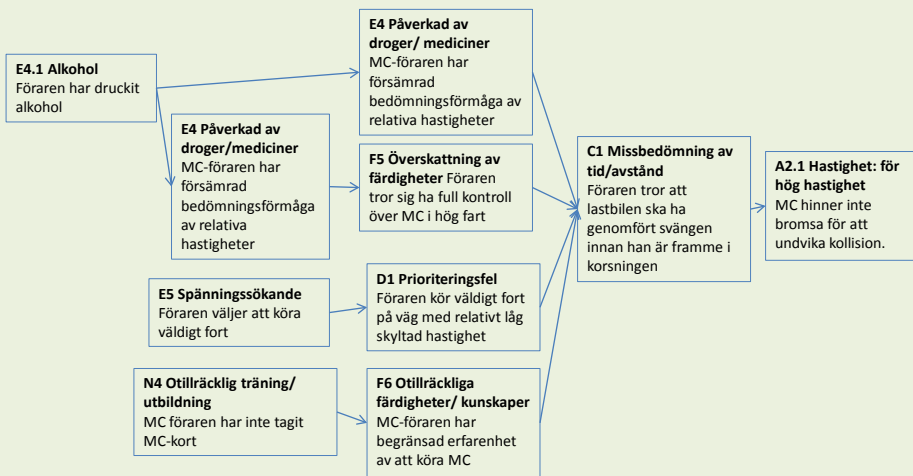 E4.1 Alkohol
Föraren har druckit
alkohol
E4 Påverkad av
droger/mediciner
MC-föraren har
försämrad
bedömningsförmåga
av relativa
hastigheter
E5 Spänningssökande
Föraren väljer att köra
väldigt fort
N4 Otillräcklig träning/
utbildning
MC föraren har inte tagit
MC-kort
E4 Påverkad av
droger/ mediciner
MC-föraren har
försämrad
bedömningsförmåga av
relativa hastigheter
F5 Överskattning av
färdigheter Föraren
tror sig ha full kontroll
över MC i hög fart
D1 Prioriteringsfel
Föraren kör väldigt fort
på väg med relativt låg
skyltad hastighet
F6 Otillräckliga
färdigheter/ kunskaper
MC-föraren har
begränsad erfarenhet
av att köra MC
C1 Missbedömning av
tid/avstånd
Föraren tror att
lastbilen ska ha
genomfört svängen
innan han är framme i
korsningen
A2.1 Hastighet: för
hög hastighet
MC hinner inte
bromsa för att
undvika kollision.